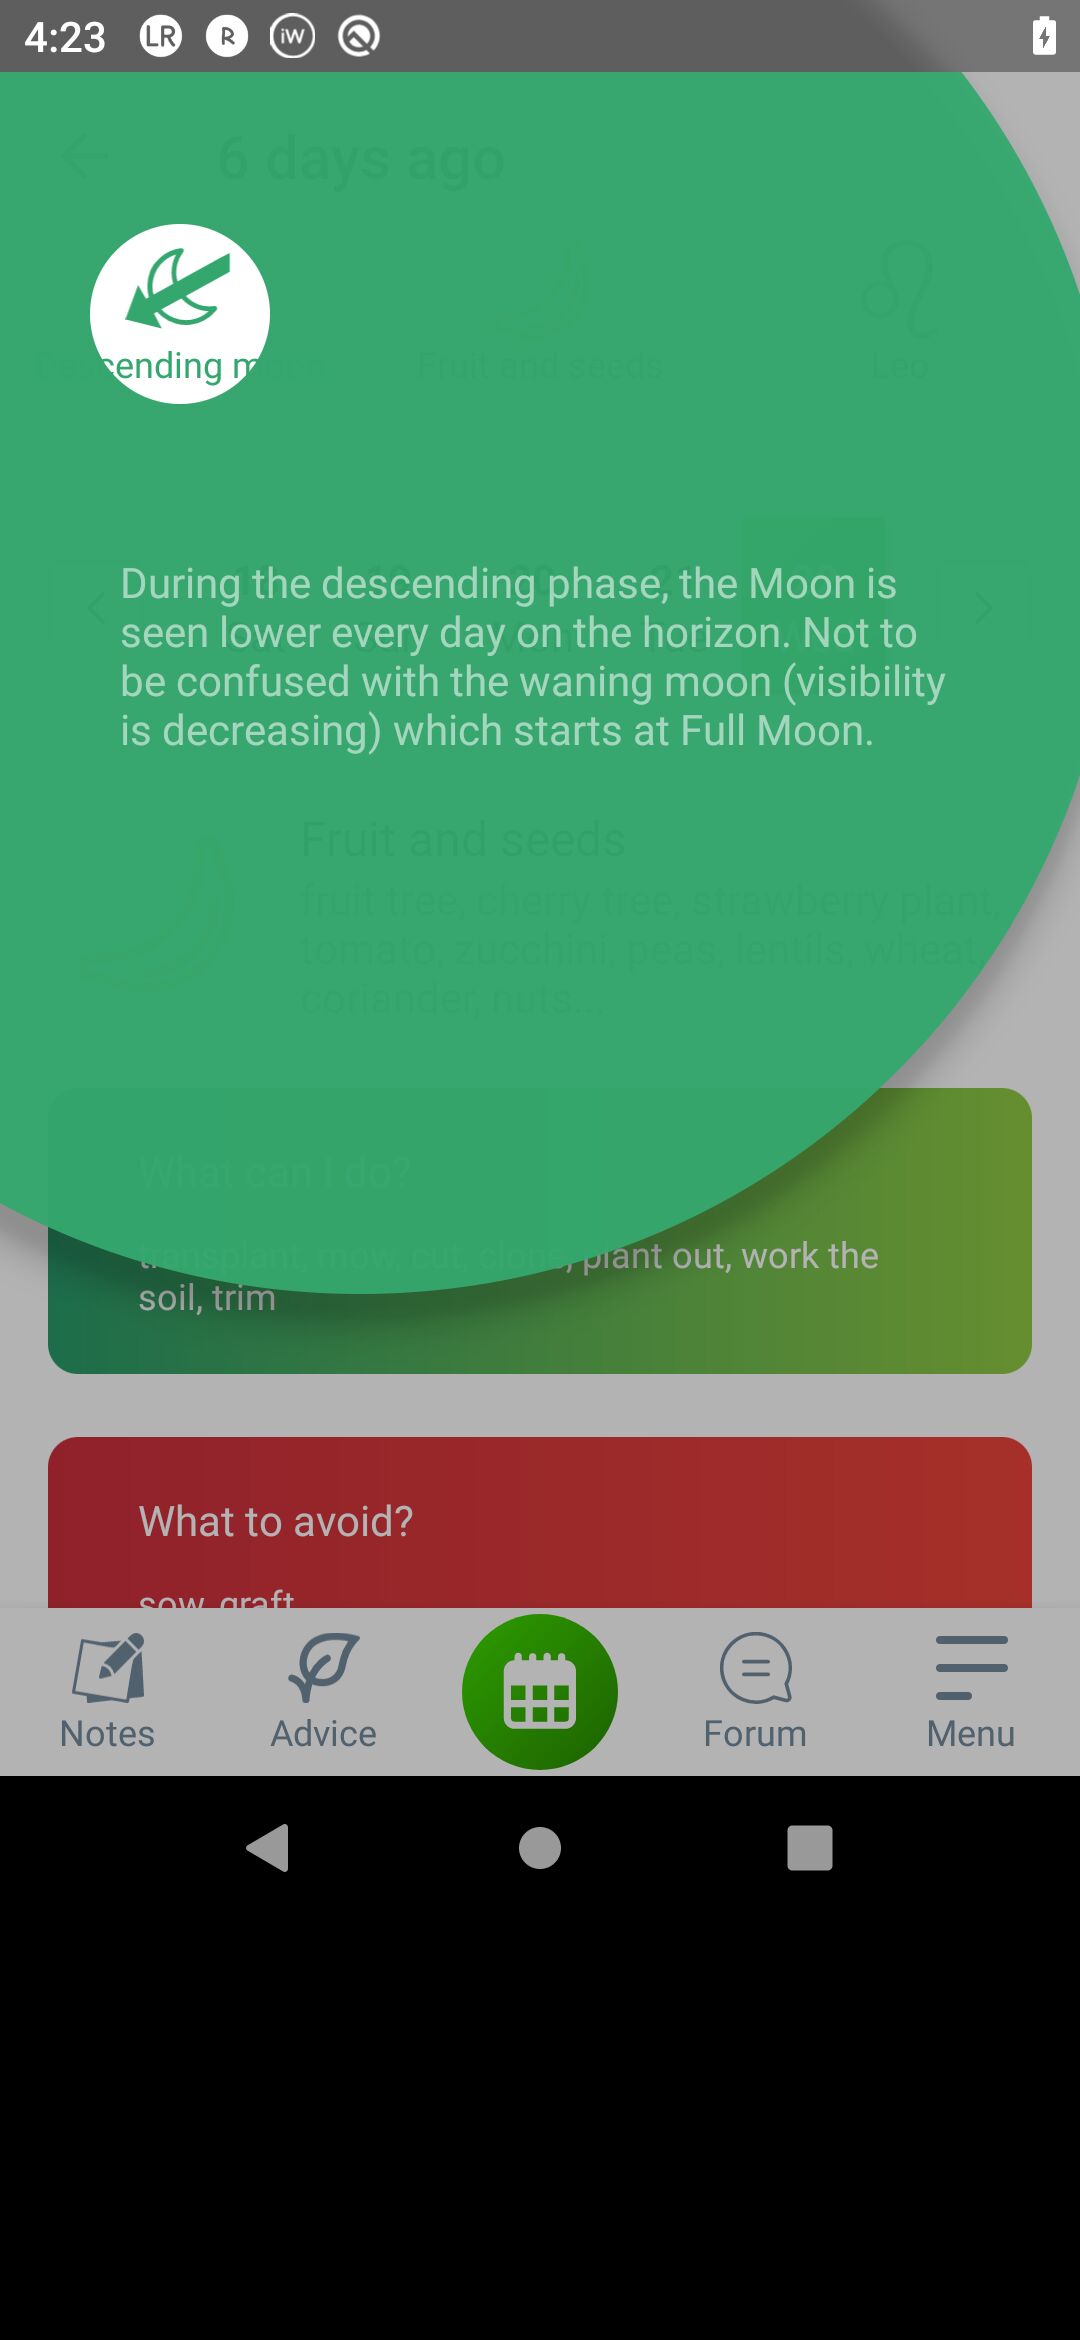 4:23
LR R iW
6 days ago
Descending moon
Fruit and seeds
Leo
During the descending phase, the Moon is
seen lower every day on the horizon. Not to
be confused with the waning moon (visibility
is decreasing) which starts at Full Moon.
Fruit and seeds
fruit tree, cherry tree, strawberry plant,
tomato, zucchini, peas, lentils, wheat,
coriander, nuts...
What can I do?
transplant, mow, cut, clone, plant out, work the
soil, trim
What to avoid?
sow, graft
Notes
Advice
Forum
Menu